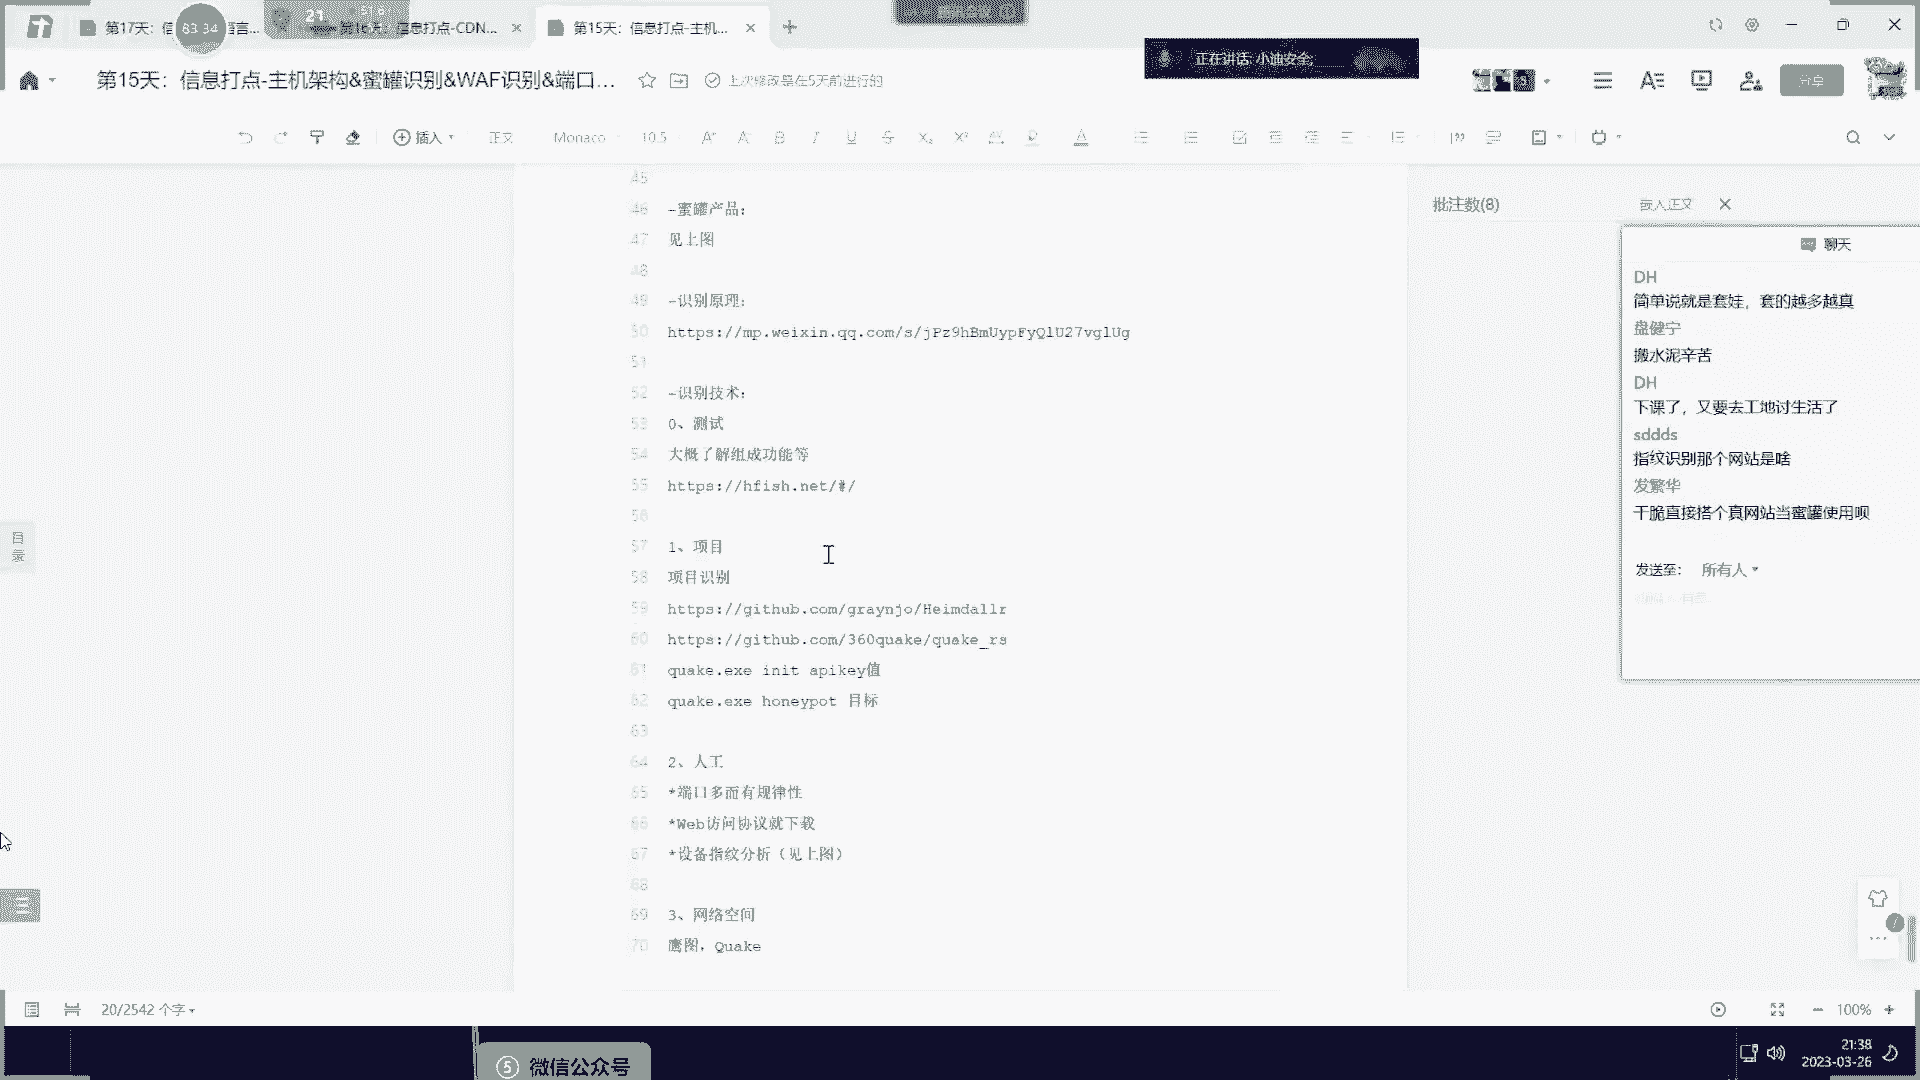 第17天：信
83 34
言...
21
51.6
第16天：信息打点-CDN...
第15天：信息打点-主机...
正在讲话: 小迪安全;
第15天：信息打点-主机架构&蜜罐识别&WAF识别&端口...
上次修改是在5天前进行的
分享
插入
正文
Monaco
10.5
45
46 -蜜罐产品：
47 见上图
48
49 -识别原理：
50 https://mp.weixin.qq.com/s/jPz9hBmUypFyQlU27vglUg
51
52 -识别技术：
53 0、测试
54 大概了解组成功能等
55 https://hfish.net/#/
56
57 1、项目
58 项目识别
59 https://github.com/graynjo/Heimdallr
60 https://github.com/360quake/quake_rs
61 quake.exe init apikey值
62 quake.exe honeypot 目标
63
64 2、人工
65 *端口多而有规律性
66 *Web访问协议就下载
67 *设备指纹分析（见上图）
68
69 3、网络空间
70 鹰图，Quake
目录
批注数(8)
嵌入正文
聊天
DH
简单说就是套娃，套的越多越真
盘健宁
搬水泥辛苦
DH
下课了，又要去工地讨生活了
sddds
指纹识别那个网站是啥
发繁华
干脆直接搭个真网站当蜜罐使用呗
发送至： 所有人
20/2542 个字
100%
⑤ 微信公众号
21:38
2023-03-26